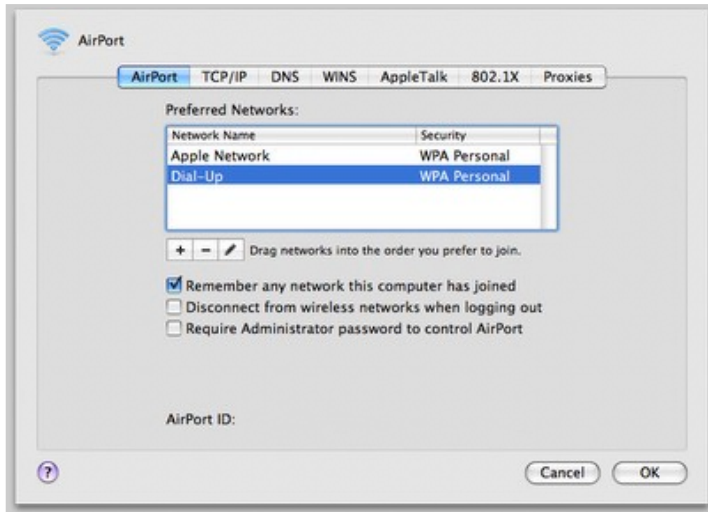 AirPort
AirPort TCP/IP DNS WINS AppleTalk 802.1X Proxies
Preferred Networks:
Network Name Security
Apple Network WPA Personal
Dial-Up WPA Personal
+ - Drag networks into the order you prefer to join.
Remember any network this computer has joined
Disconnect from wireless networks when logging out
Require Administrator password to control AirPort
AirPort ID:
? Cancel OK